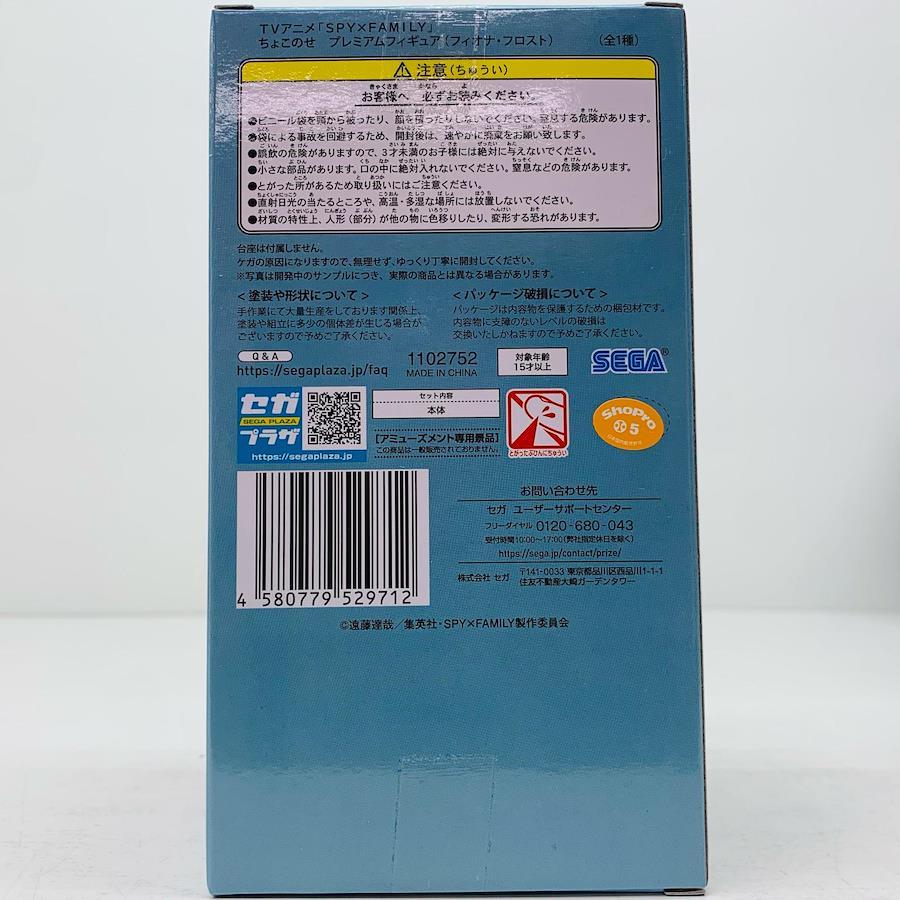 TVアニメ「SPY×FAMILY」
ちょこのせ プレミアムフィギュア〈フィオナ・フロスト〉 (全1種)
注意(ちゅうい)
お客様へ 必ずお読みください。
ビニール袋を頭から被ったり、顔を覆ったりしないでください。窒息する危険があります。
袋による事故を回避するため、開封後は、速やかに廃棄をお願い致します。
●誤飲の危険がありますので、3才未満のお子様には絶対に与えないでください。
●小さな部品があります。口の中に絶対入れないでください。窒息などの危険があります。
●とがった所があるため取り扱いにはご注意ください。
●直射日光の当たるところや、高温・多湿な場所には放置しないでください。
●材質の特性上、人形(部分)が他の物に色移りしたり、変形する恐れがあります。
台座は付属しません。
ケガの原因になりますので、無理せず、ゆっくり丁寧に開封してください。
※写真は開発中のサンプルにつき、実際の商品とは異なる場合があります。
<塗装や形状について>
手作業にて大量生産をしております関係上、
塗装や組立に多少の個体差が生じる場合が
ございますので予めご了承ください。
<パッケージ破損について>
パッケージは内容物を保護するための梱包材です。
内容物に支障のないレベルの破損は
交換いたしかねますので予めご了承ください。
Q&A
https://segaplaza.jp/faq
1102752
MADE IN CHINA
対象年齢
15才以上
SEGA
セガ
SEGA PLAZA
プラザ
https://segaplaza.jp
セット内容
本体
[アミューズメント専用景品]
この商品は一般販売されておりません。
とがったぶひんにちゅうい
ShoPro
小5
日本国内販売許可
お問い合わせ先
セガ ユーザーサポートセンター
フリーダイヤル 0120-680-043
受付時間10:00〜17:00(弊社指定休日を除く)
https://sega.jp/contact/prize/
株式会社 セガ 〒141-0033 東京都品川区西品川1-1-1
住友不動産大崎ガーデンタワー
4 580779 529712
©遠藤達哉/集英社・SPY×FAMILY製作委員会